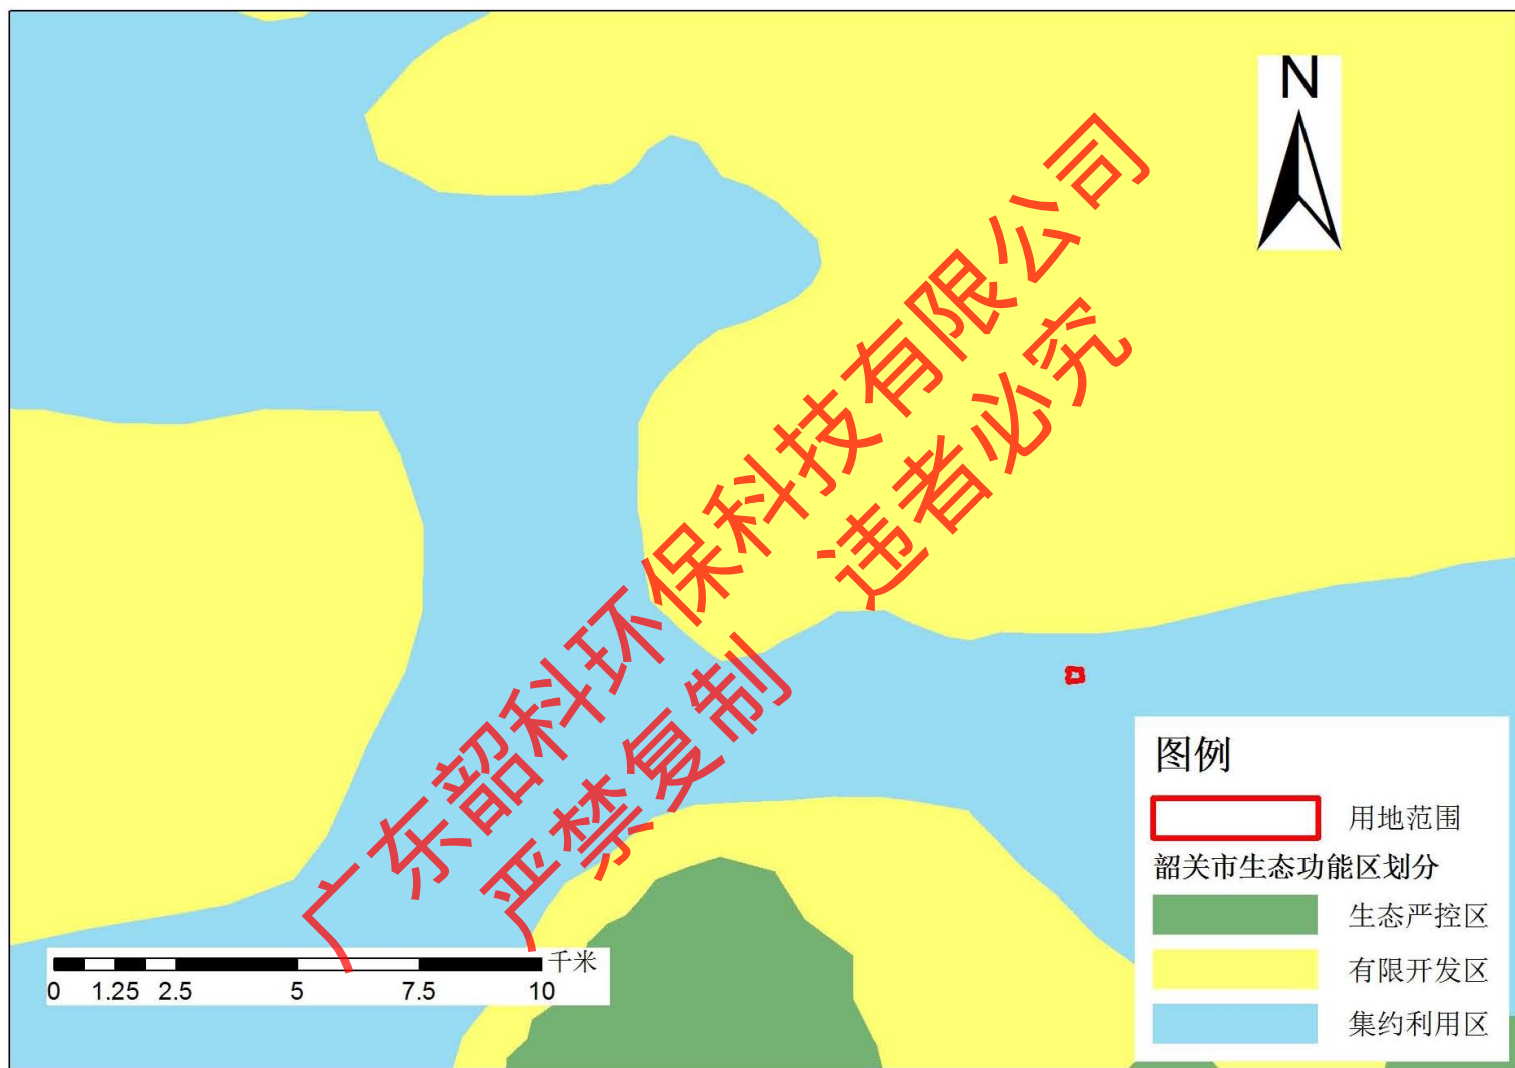 N
广东韶科环保科技有限公司
严禁复制 违者必究
图例
用地范围
韶关市生态功能区划分
生态严控区
有限开发区
集约利用区
千米
0 1.25 2.5 5 7.5 10